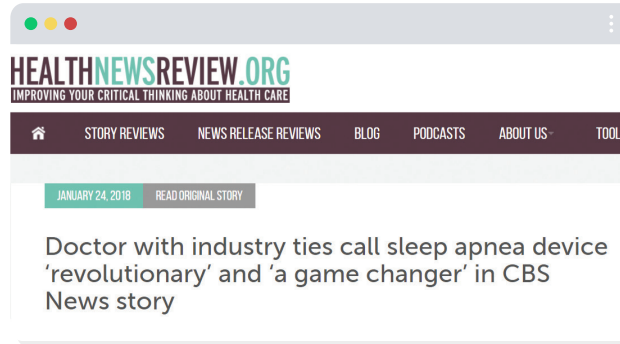 HEALTHNEWSREVIEW.ORG
IMPROVING YOUR CRITICAL THINKING ABOUT HEALTH CARE
STORY REVIEWS NEWS RELEASE REVIEWS BLOG PODCASTS ABOUT US TOOL
JANUARY 24, 2018 READ ORIGINAL STORY
Doctor with industry ties call sleep apnea device
‘revolutionary’ and ‘a game changer’ in CBS
News story